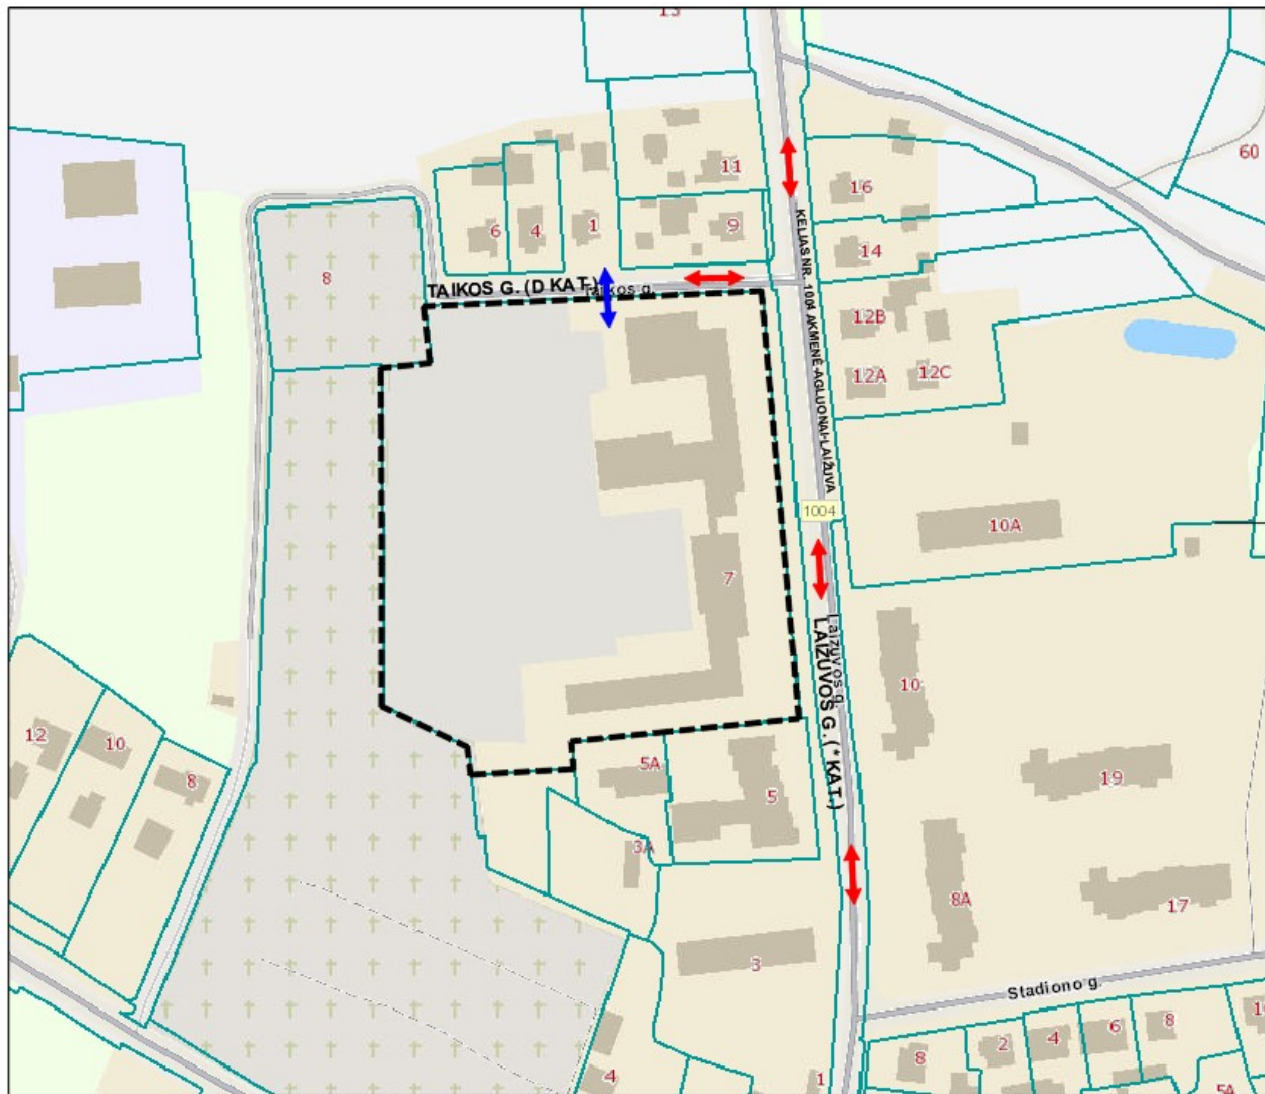 13
60
11
16
6
4
1
9
14
8
TAIKOS G. (D KAT.)
Taikos g.
KELIAS NR. 1004 AKMENĖ-AGLUONAI-LAIŽUVA
12B
12A
12C
1004
10A
7
Laižuvos g.
LAIŽUVOS G. (*KAT.)
10
12
10
8
5A
5
19
3A
8A
17
3
Stadiono g.
2
4
6
8
8
4
1
5A